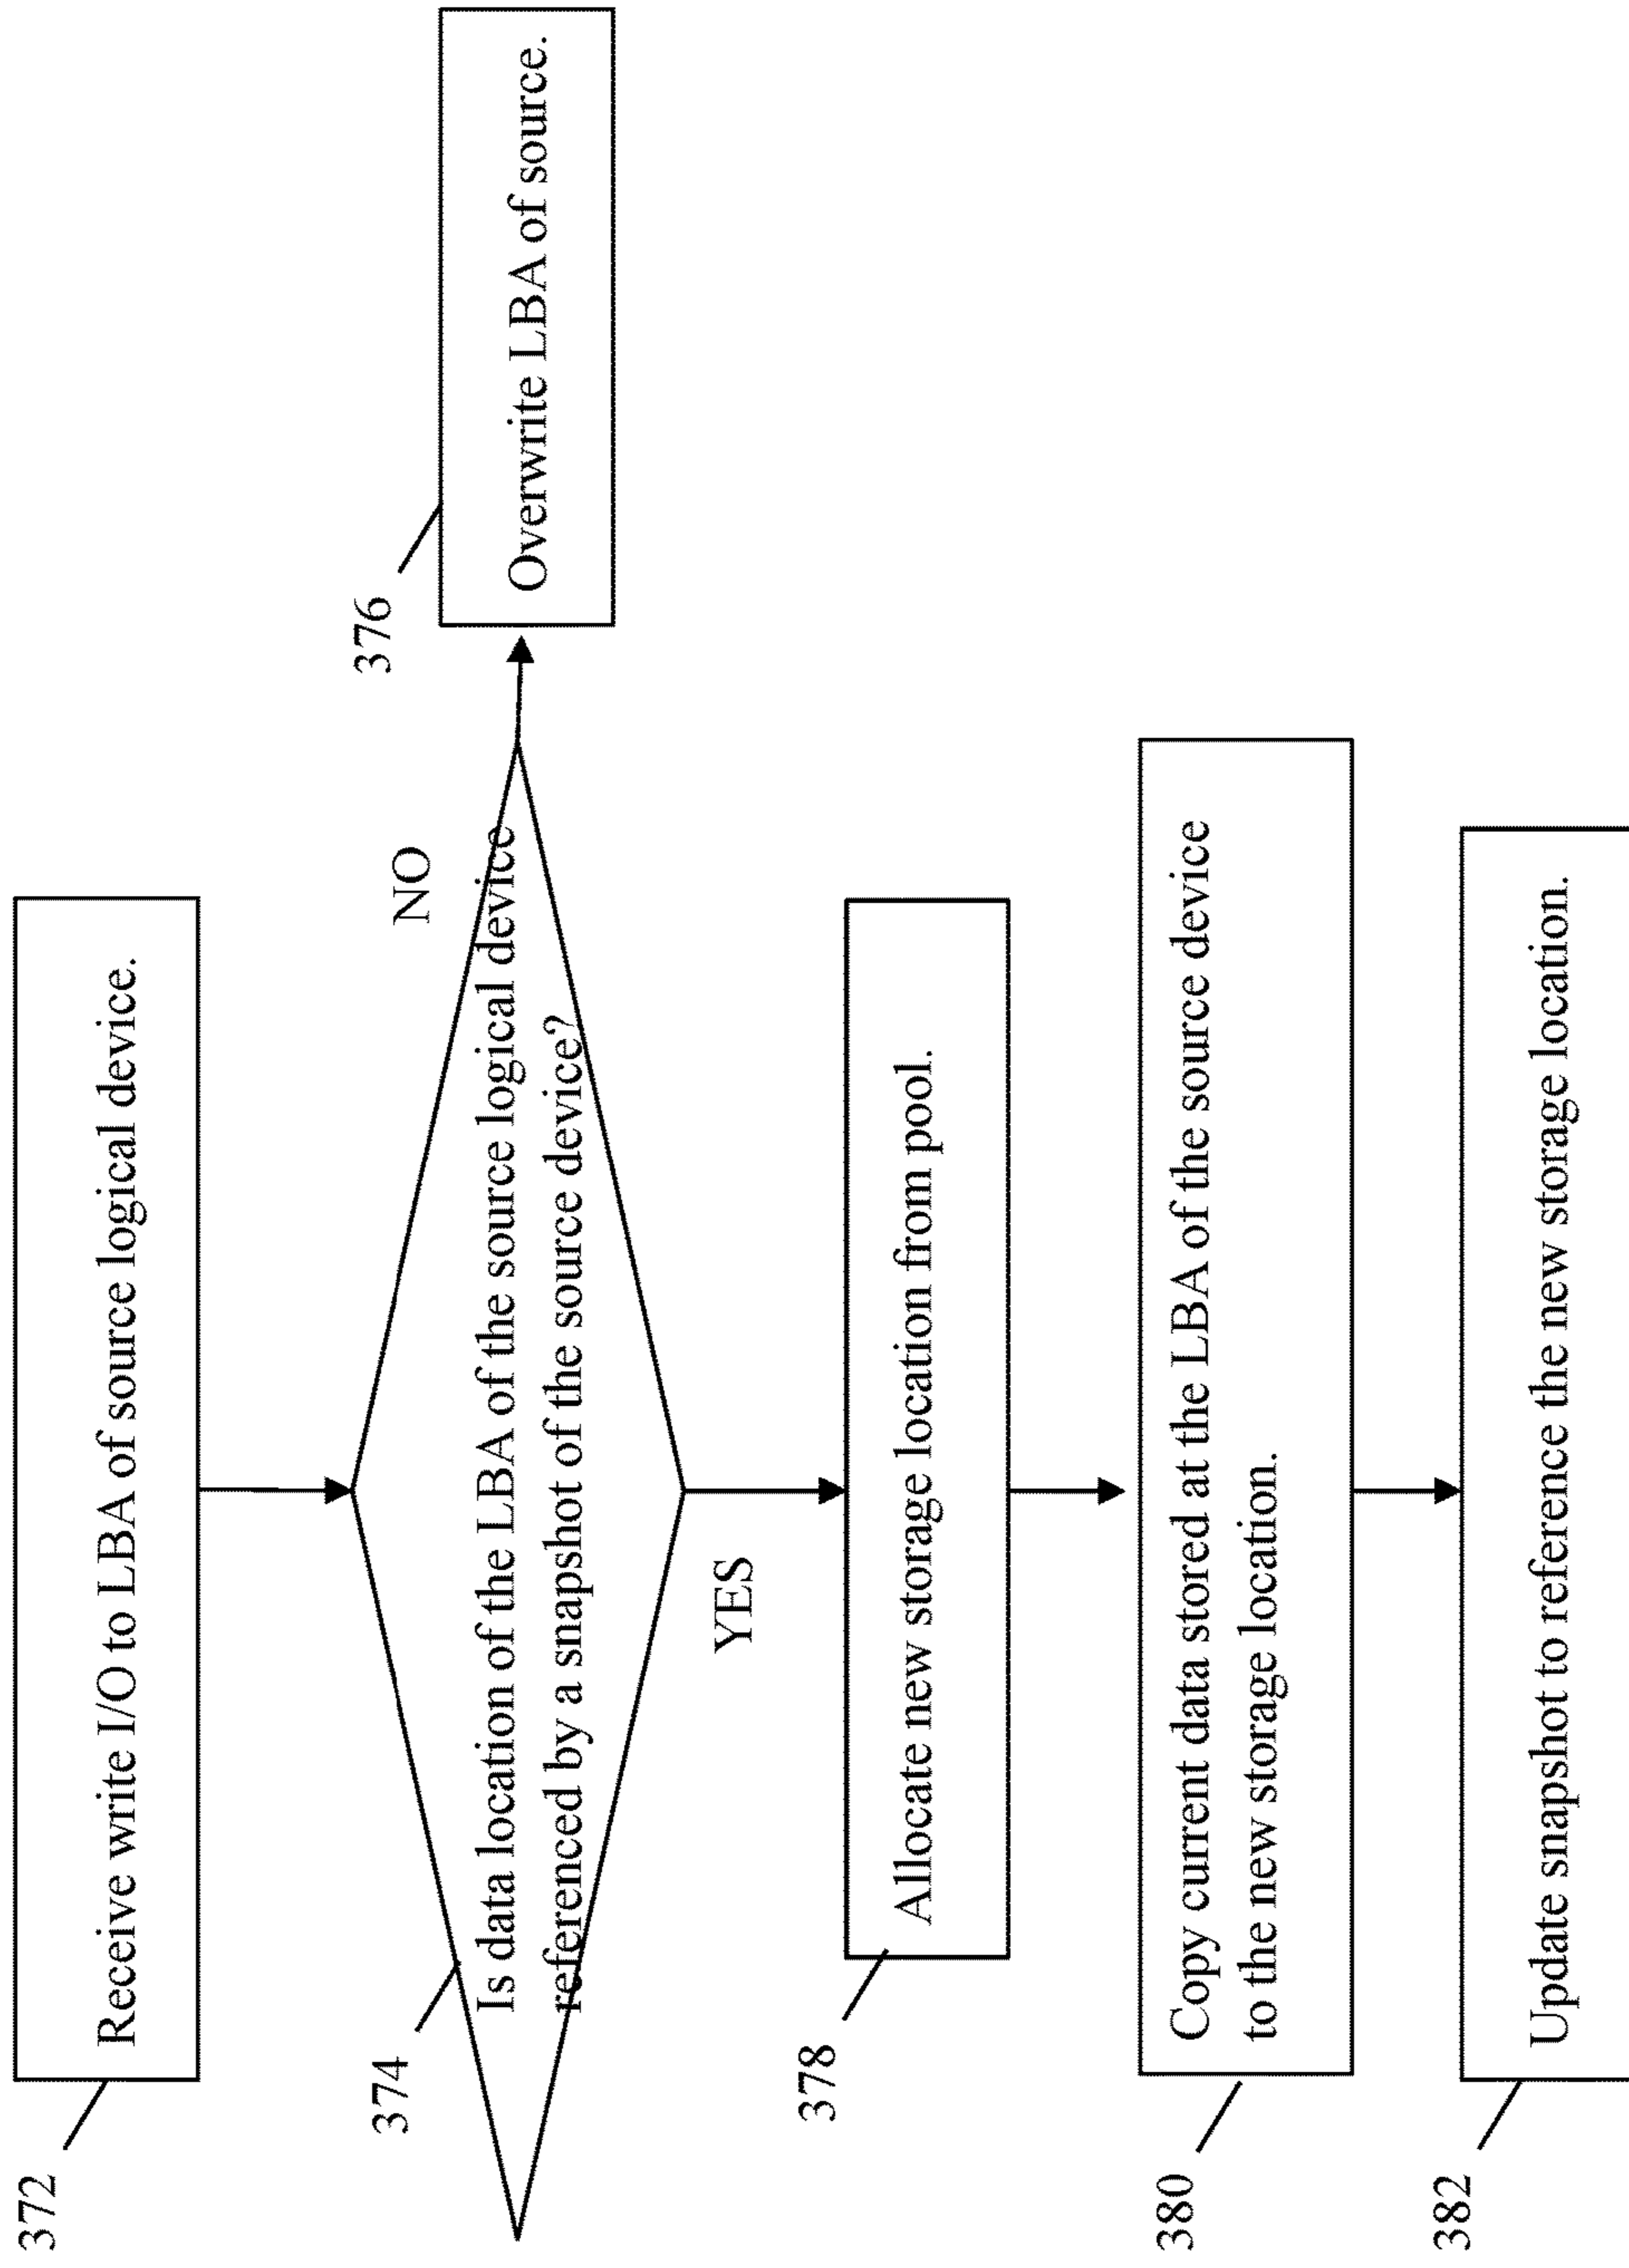 372
Receive write I/O to LBA of source logical device.
374
Is data location of the LBA of the source logical device
referenced by a snapshot of the source device?
NO
376
Overwrite LBA of source.
YES
378
Allocate new storage location from pool.
380
Copy current data stored at the LBA of the source device
to the new storage location.
382
Update snapshot to reference the new storage location.